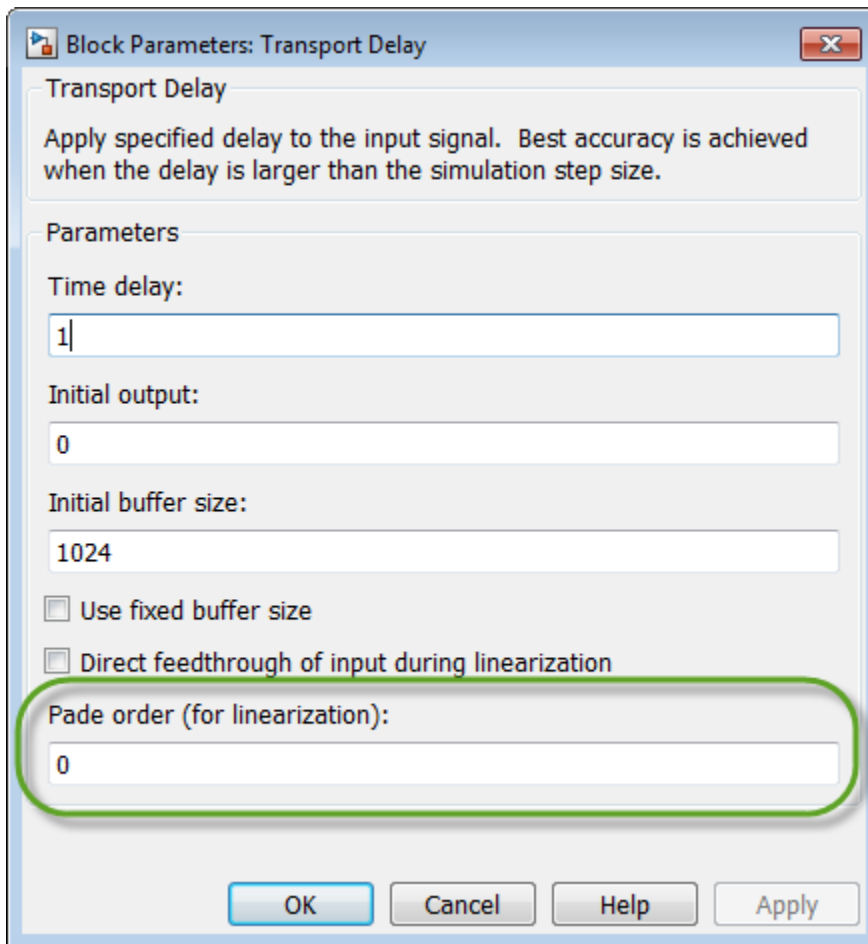 Block Parameters: Transport Delay
Transport Delay
Apply specified delay to the input signal.  Best accuracy is achieved
when the delay is larger than the simulation step size.
Parameters
Time delay:
1
Initial output:
0
Initial buffer size:
1024
Use fixed buffer size
Direct feedthrough of input during linearization
Pade order (for linearization):
0
OK Cancel Help Apply